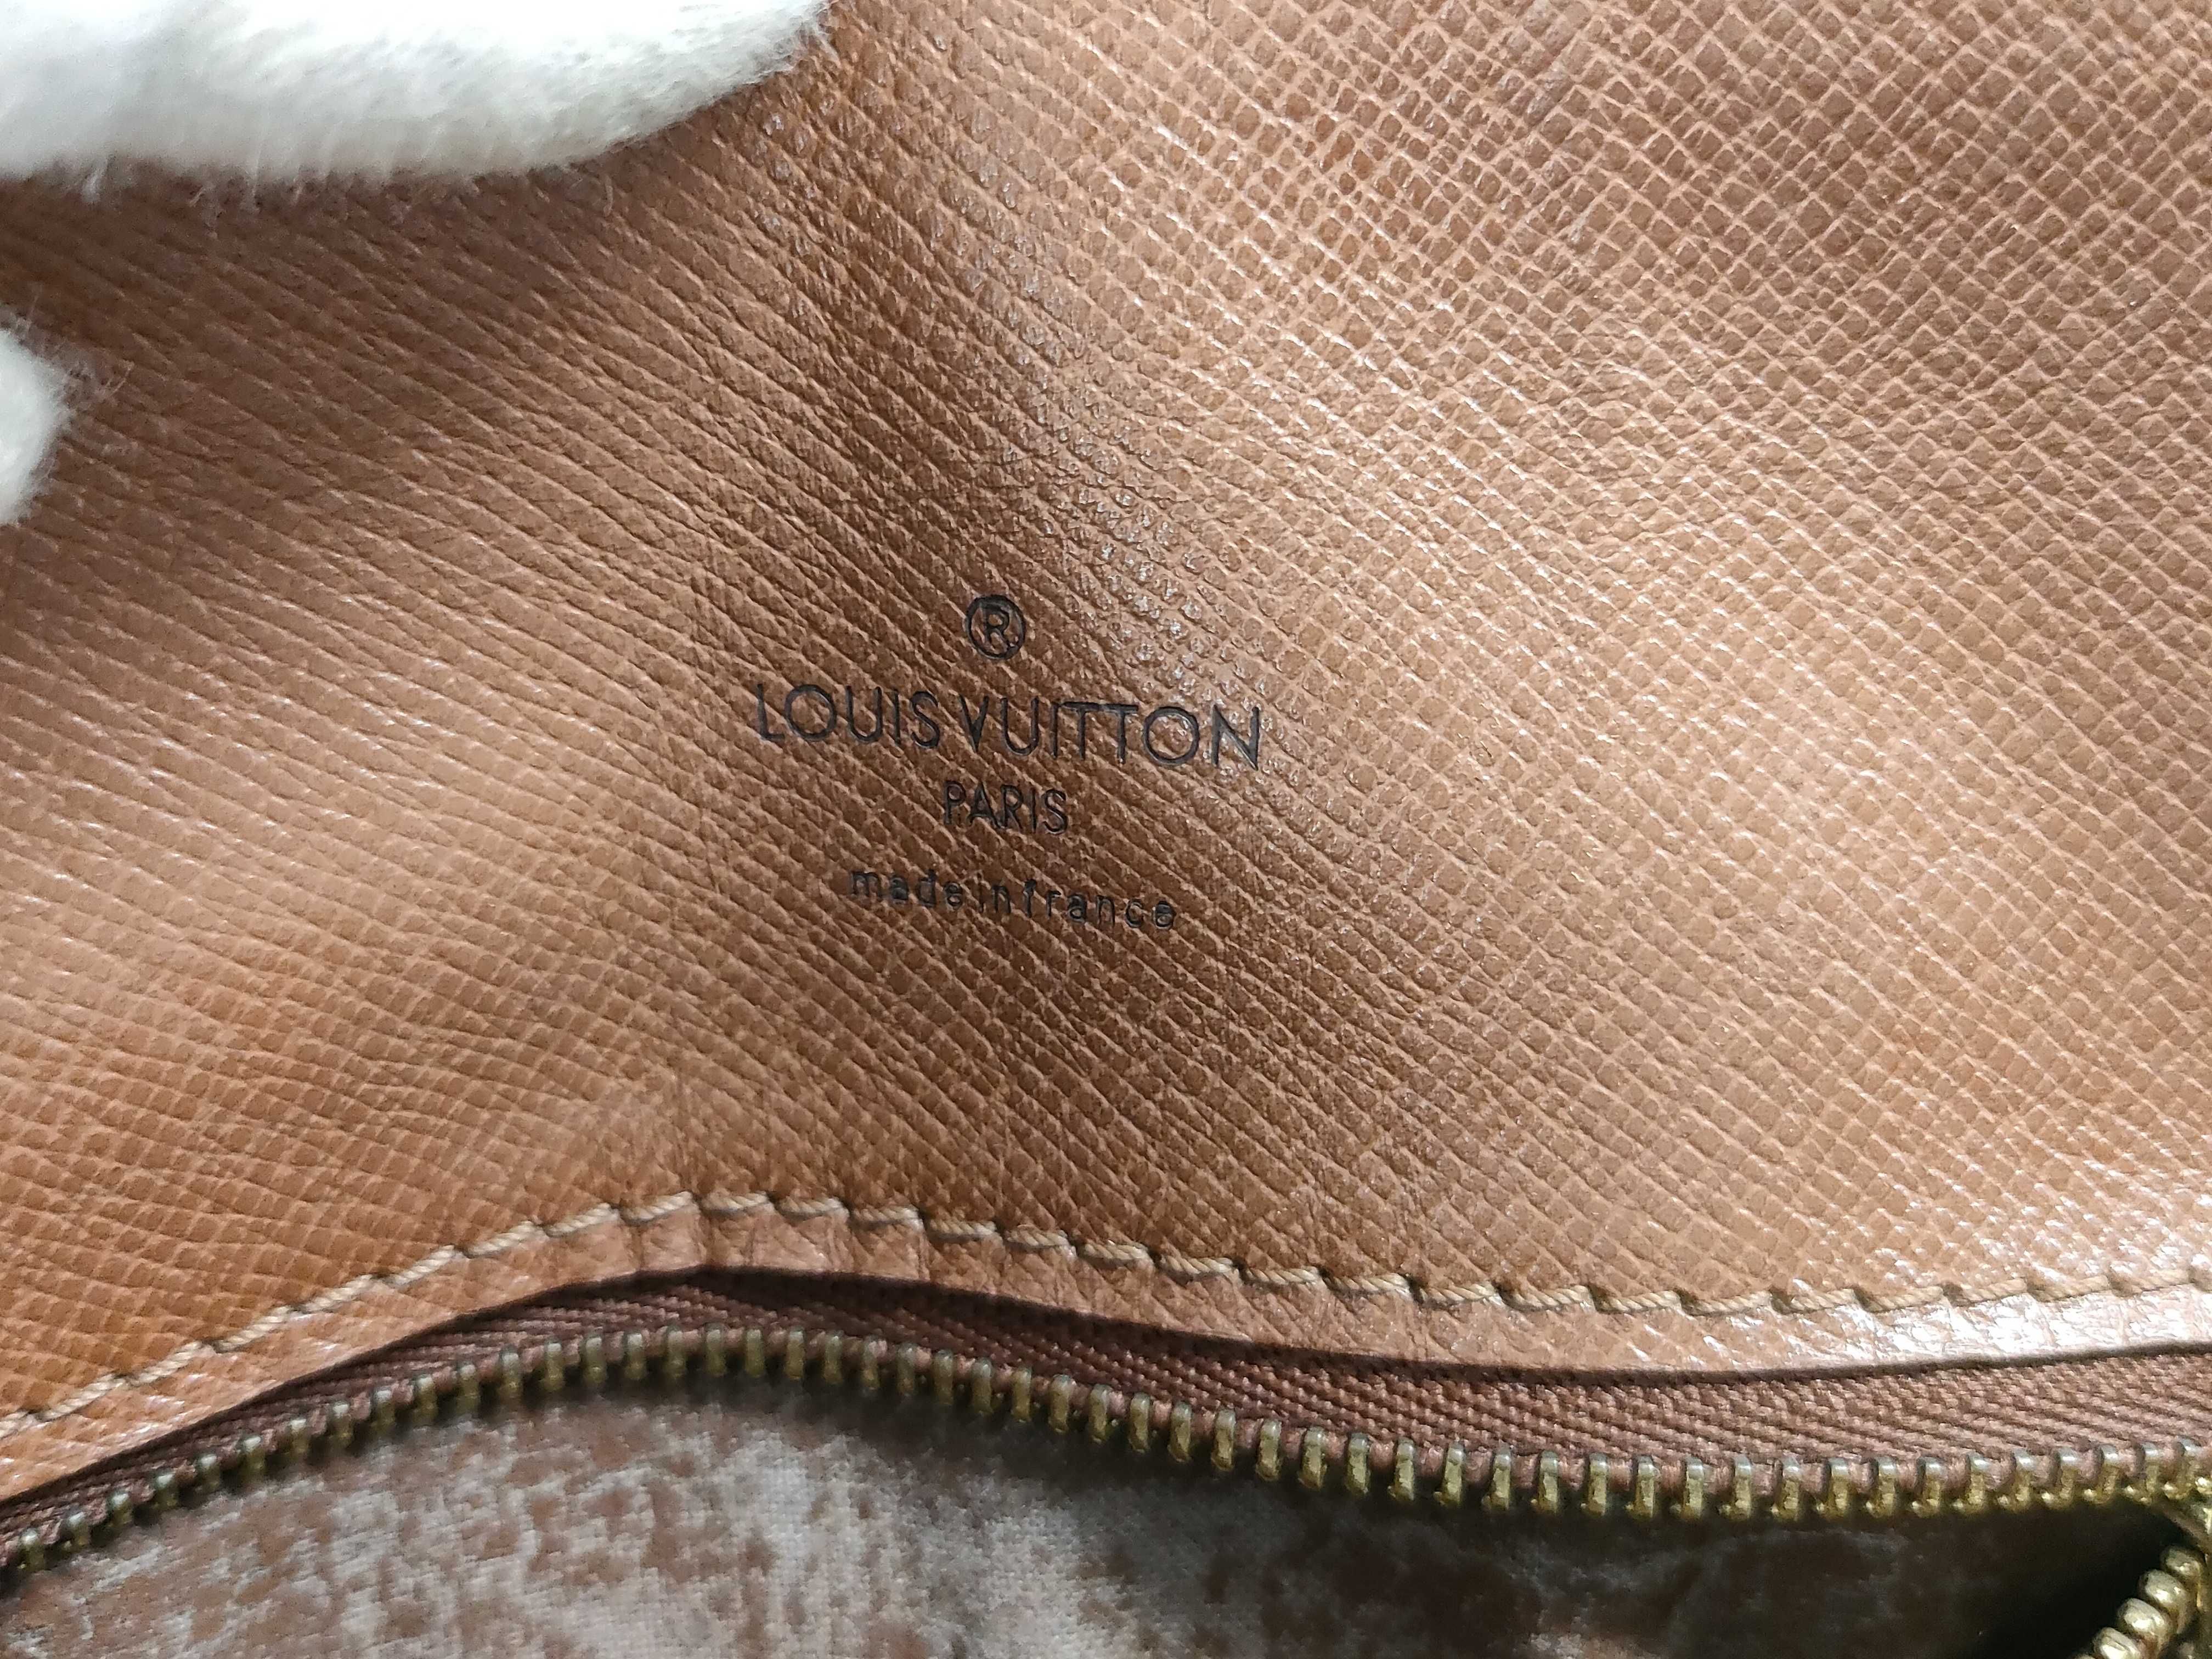 ®
LOUIS VUITTON
PARIS
made in france